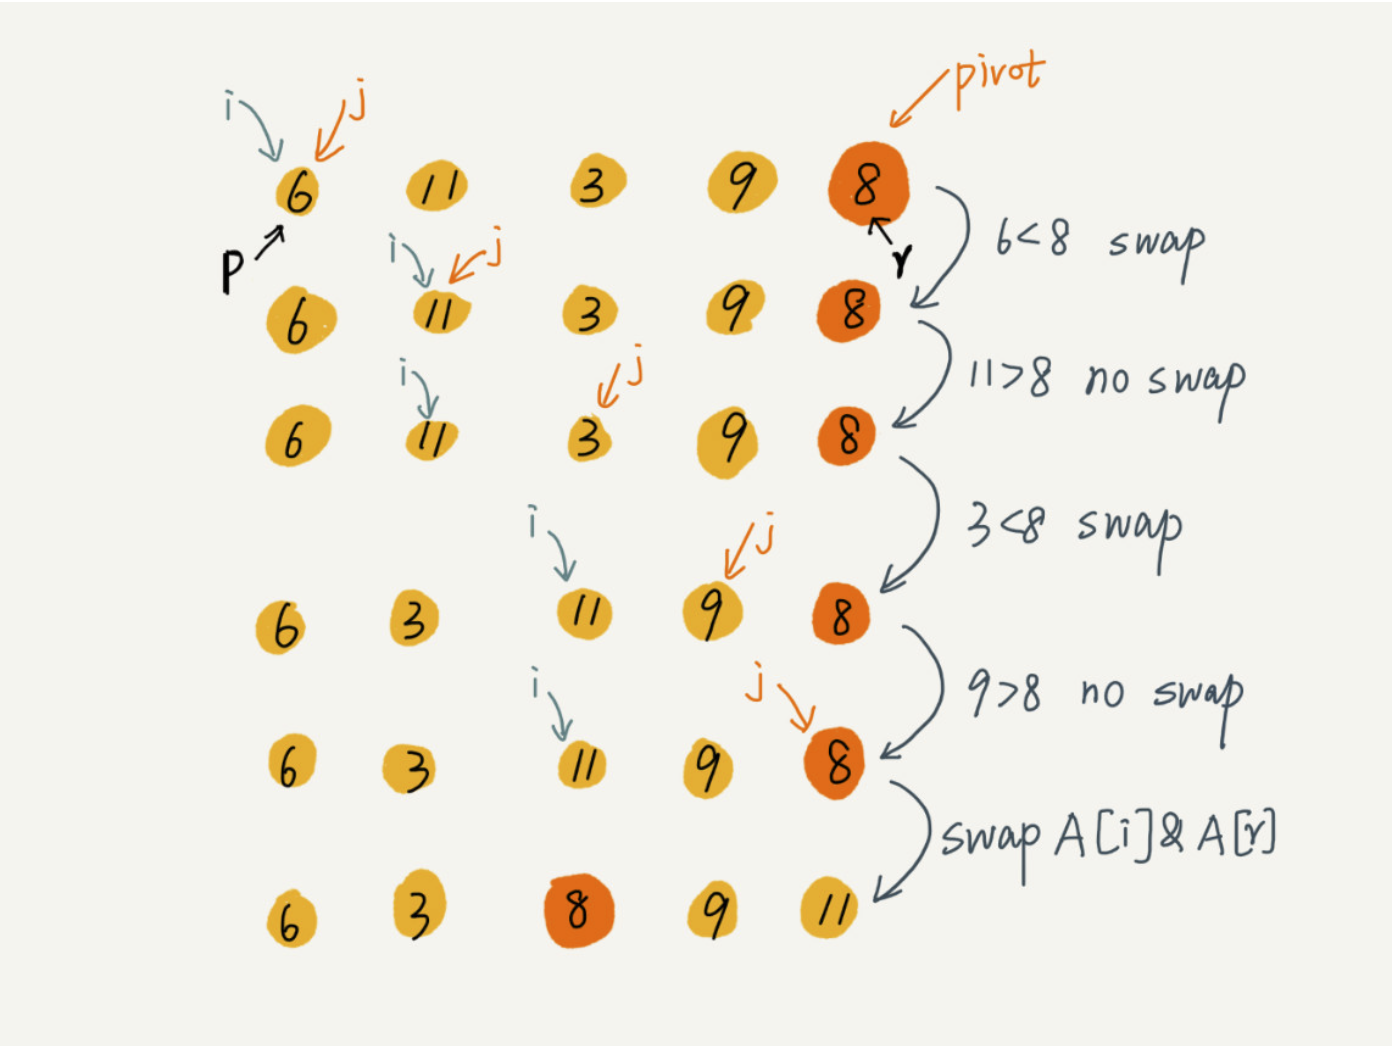 pivot
i j
6 11 3 9 8
p i j r
6<8 swap
6 11 3 9 8
i j
11>8 no swap
6 11 3 9 8
i j
3<8 swap
6 3 11 9 8
i j
9>8 no swap
6 3 11 9 8
swap A[i]&A[r]
6 3 8 9 11